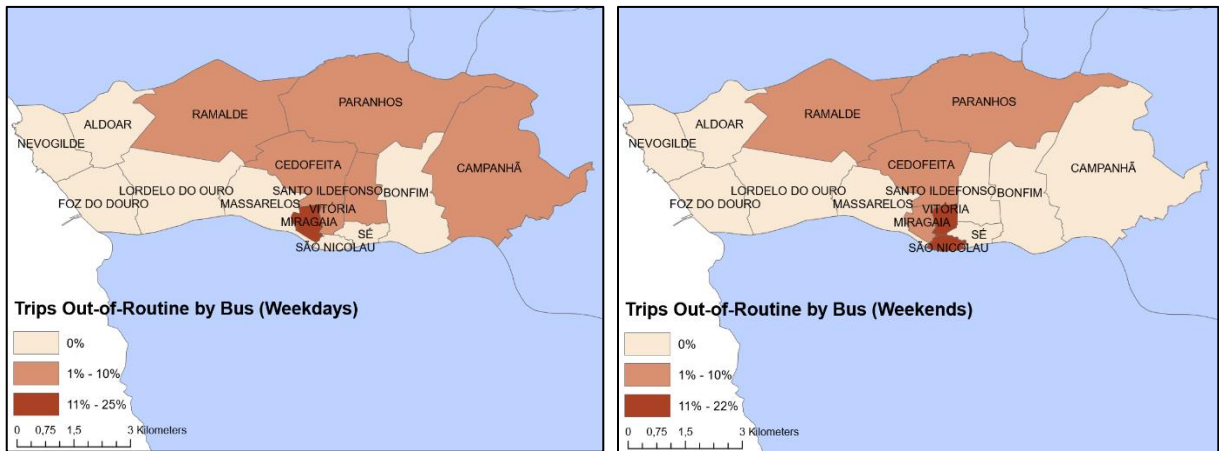 RAMALDE
PARANHOS
ALDOAR
NEVOGILDE
CEDOFEITA
CAMPANHÃ
LORDELO DO OURO
SANTO ILDEFONSO
BONFIM
FOZ DO DOURO
MASSARELOS
VITÓRIA
MIRAGAIA
SÉ
SÃO NICOLAU
Trips Out-of-Routine by Bus (Weekdays)
0%
1% - 10%
11% - 25%
0 0,75 1,5 3 Kilometers
RAMALDE
PARANHOS
ALDOAR
NEVOGILDE
CEDOFEITA
CAMPANHÃ
LORDELO DO OURO
SANTO ILDEFONSO
BONFIM
FOZ DO DOURO
MASSARELOS
VITÓRIA
MIRAGAIA
SÉ
SÃO NICOLAU
Trips Out-of-Routine by Bus (Weekends)
0%
1% - 10%
11% - 22%
0 0,75 1,5 3 Kilometers